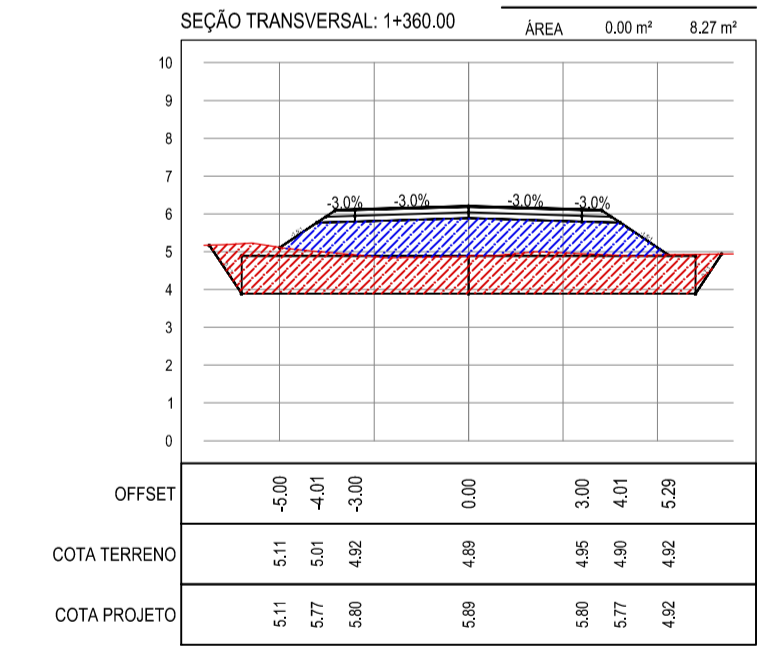 SEÇÃO TRANSVERSAL: 1+360.00
ÁREA 0.00 m² 8.27 m²
10
9
8
7
-3.0% -3.0% -3.0% -3.0%
6
5
4
3
2
1
0
OFFSET -5.00 -4.01 -3.00 0.00 3.00 4.01 5.29
COTA TERRENO 5.11 5.01 4.92 4.89 4.95 4.90 4.92
COTA PROJETO 5.11 5.77 5.80 5.89 5.80 5.77 4.92